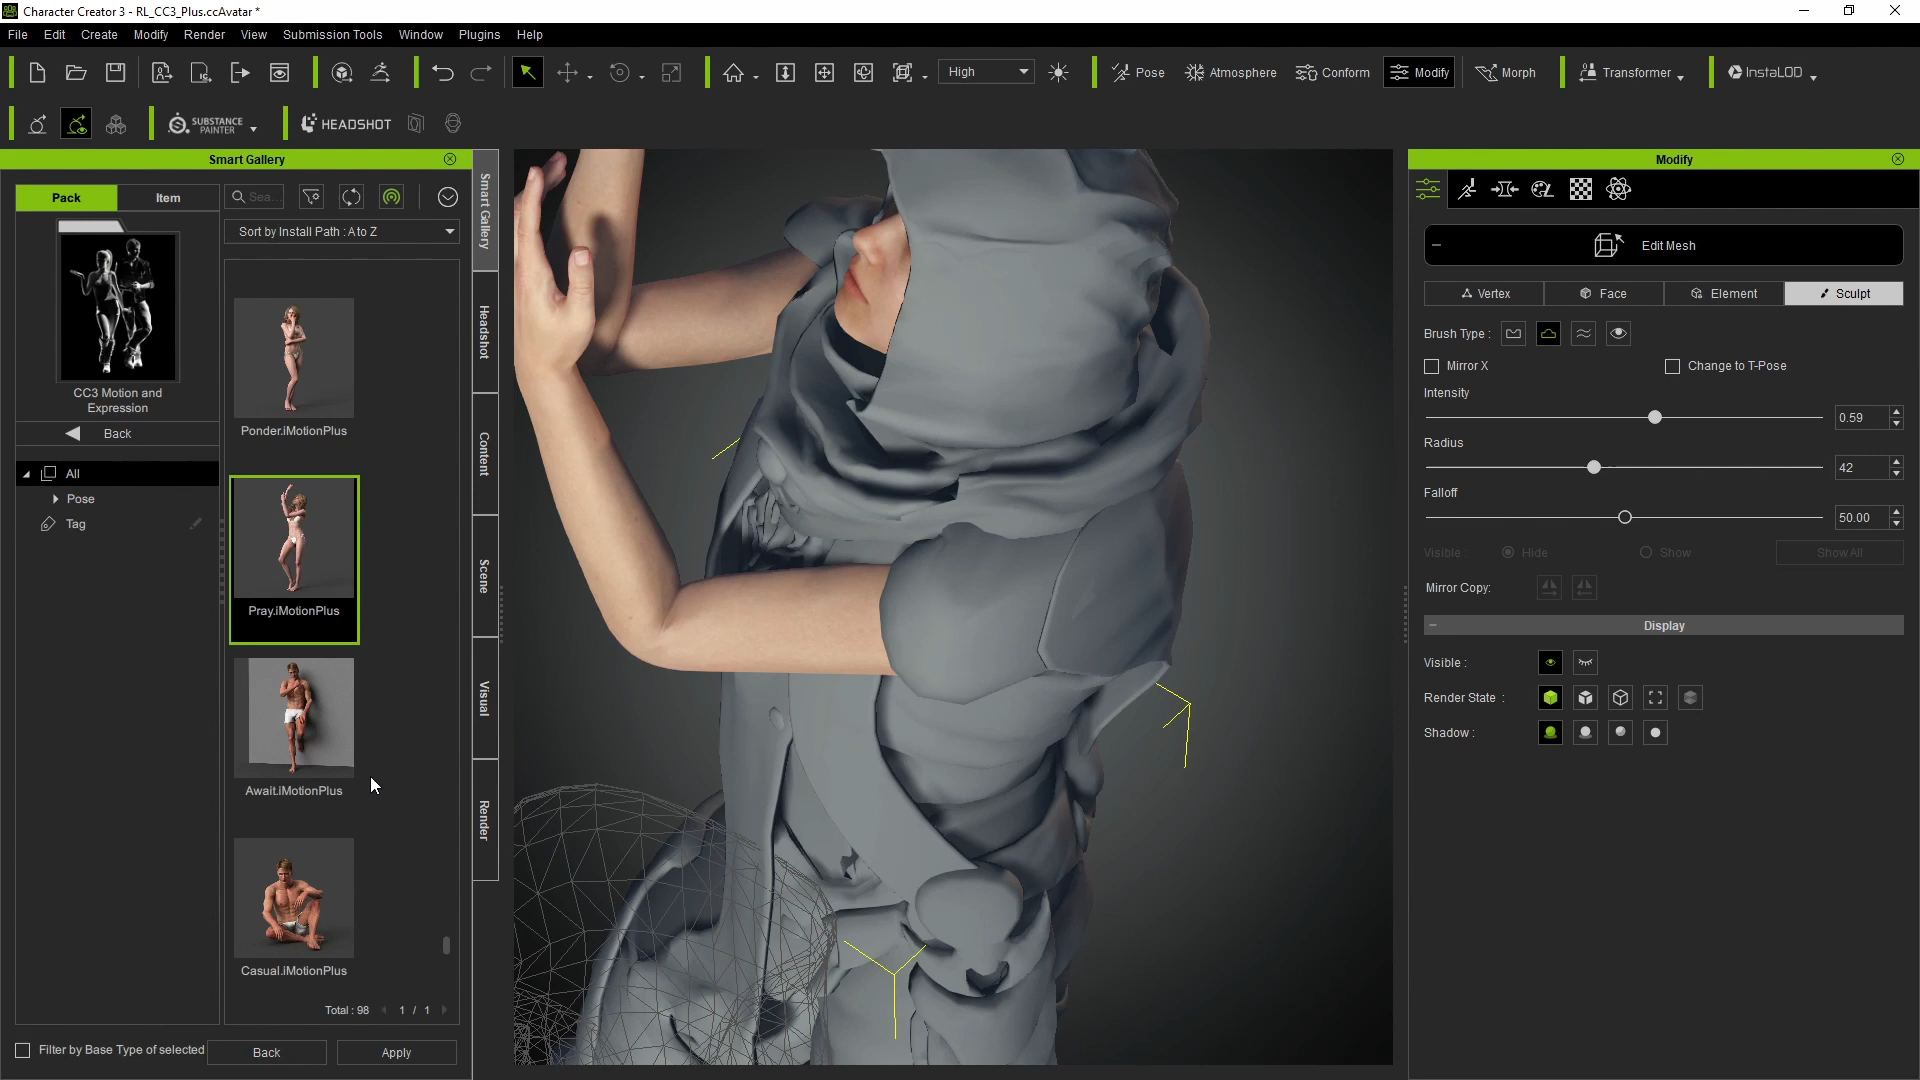 Character Creator 3 - RL_CC3_Plus.ccAvatar *
File Edit Create Modify Render View Submission Tools Window Plugins Help
High Pose Atmosphere Conform Modify Morph Transformer InstaLOD
SUBSTANCE PAINTER HEADSHOT
Smart Gallery
Pack Item Sea...
Sort by Install Path : A to Z
CC3 Motion and
Expression
Back
All
Pose
Tag
Ponder.iMotionPlus
Pray.iMotionPlus
Await.iMotionPlus
Casual.iMotionPlus
Total : 98 1 / 1
Filter by Base Type of selected
Back Apply
Smart Gallery
Headshot
Content
Scene
Visual
Render
Modify
Edit Mesh
Vertex Face Element Sculpt
Brush Type :
Mirror X Change to T-Pose
Intensity
0.59
Radius
42
Falloff
50.00
Visible : Hide Show Show All
Mirror Copy:
Display
Visible :
Render State :
Shadow :